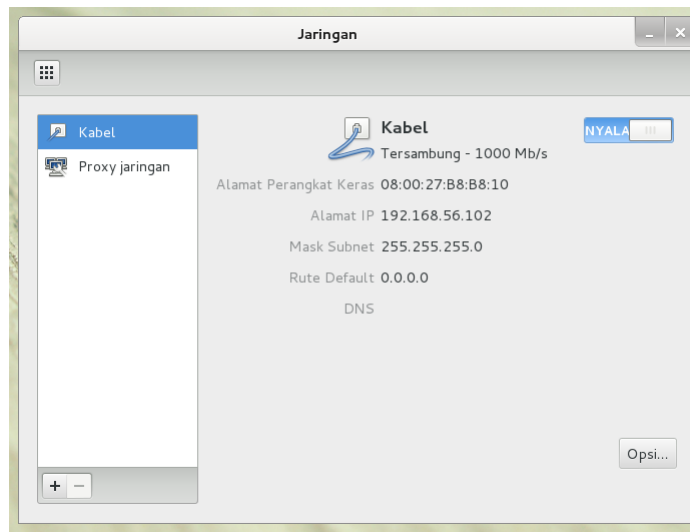 Jaringan
Kabel
Proxy jaringan
Kabel
NYALA
Tersambung - 1000 Mb/s
Alamat Perangkat Keras 08:00:27:B8:B8:10
Alamat IP 192.168.56.102
Mask Subnet 255.255.255.0
Rute Default 0.0.0.0
DNS
Opsi...